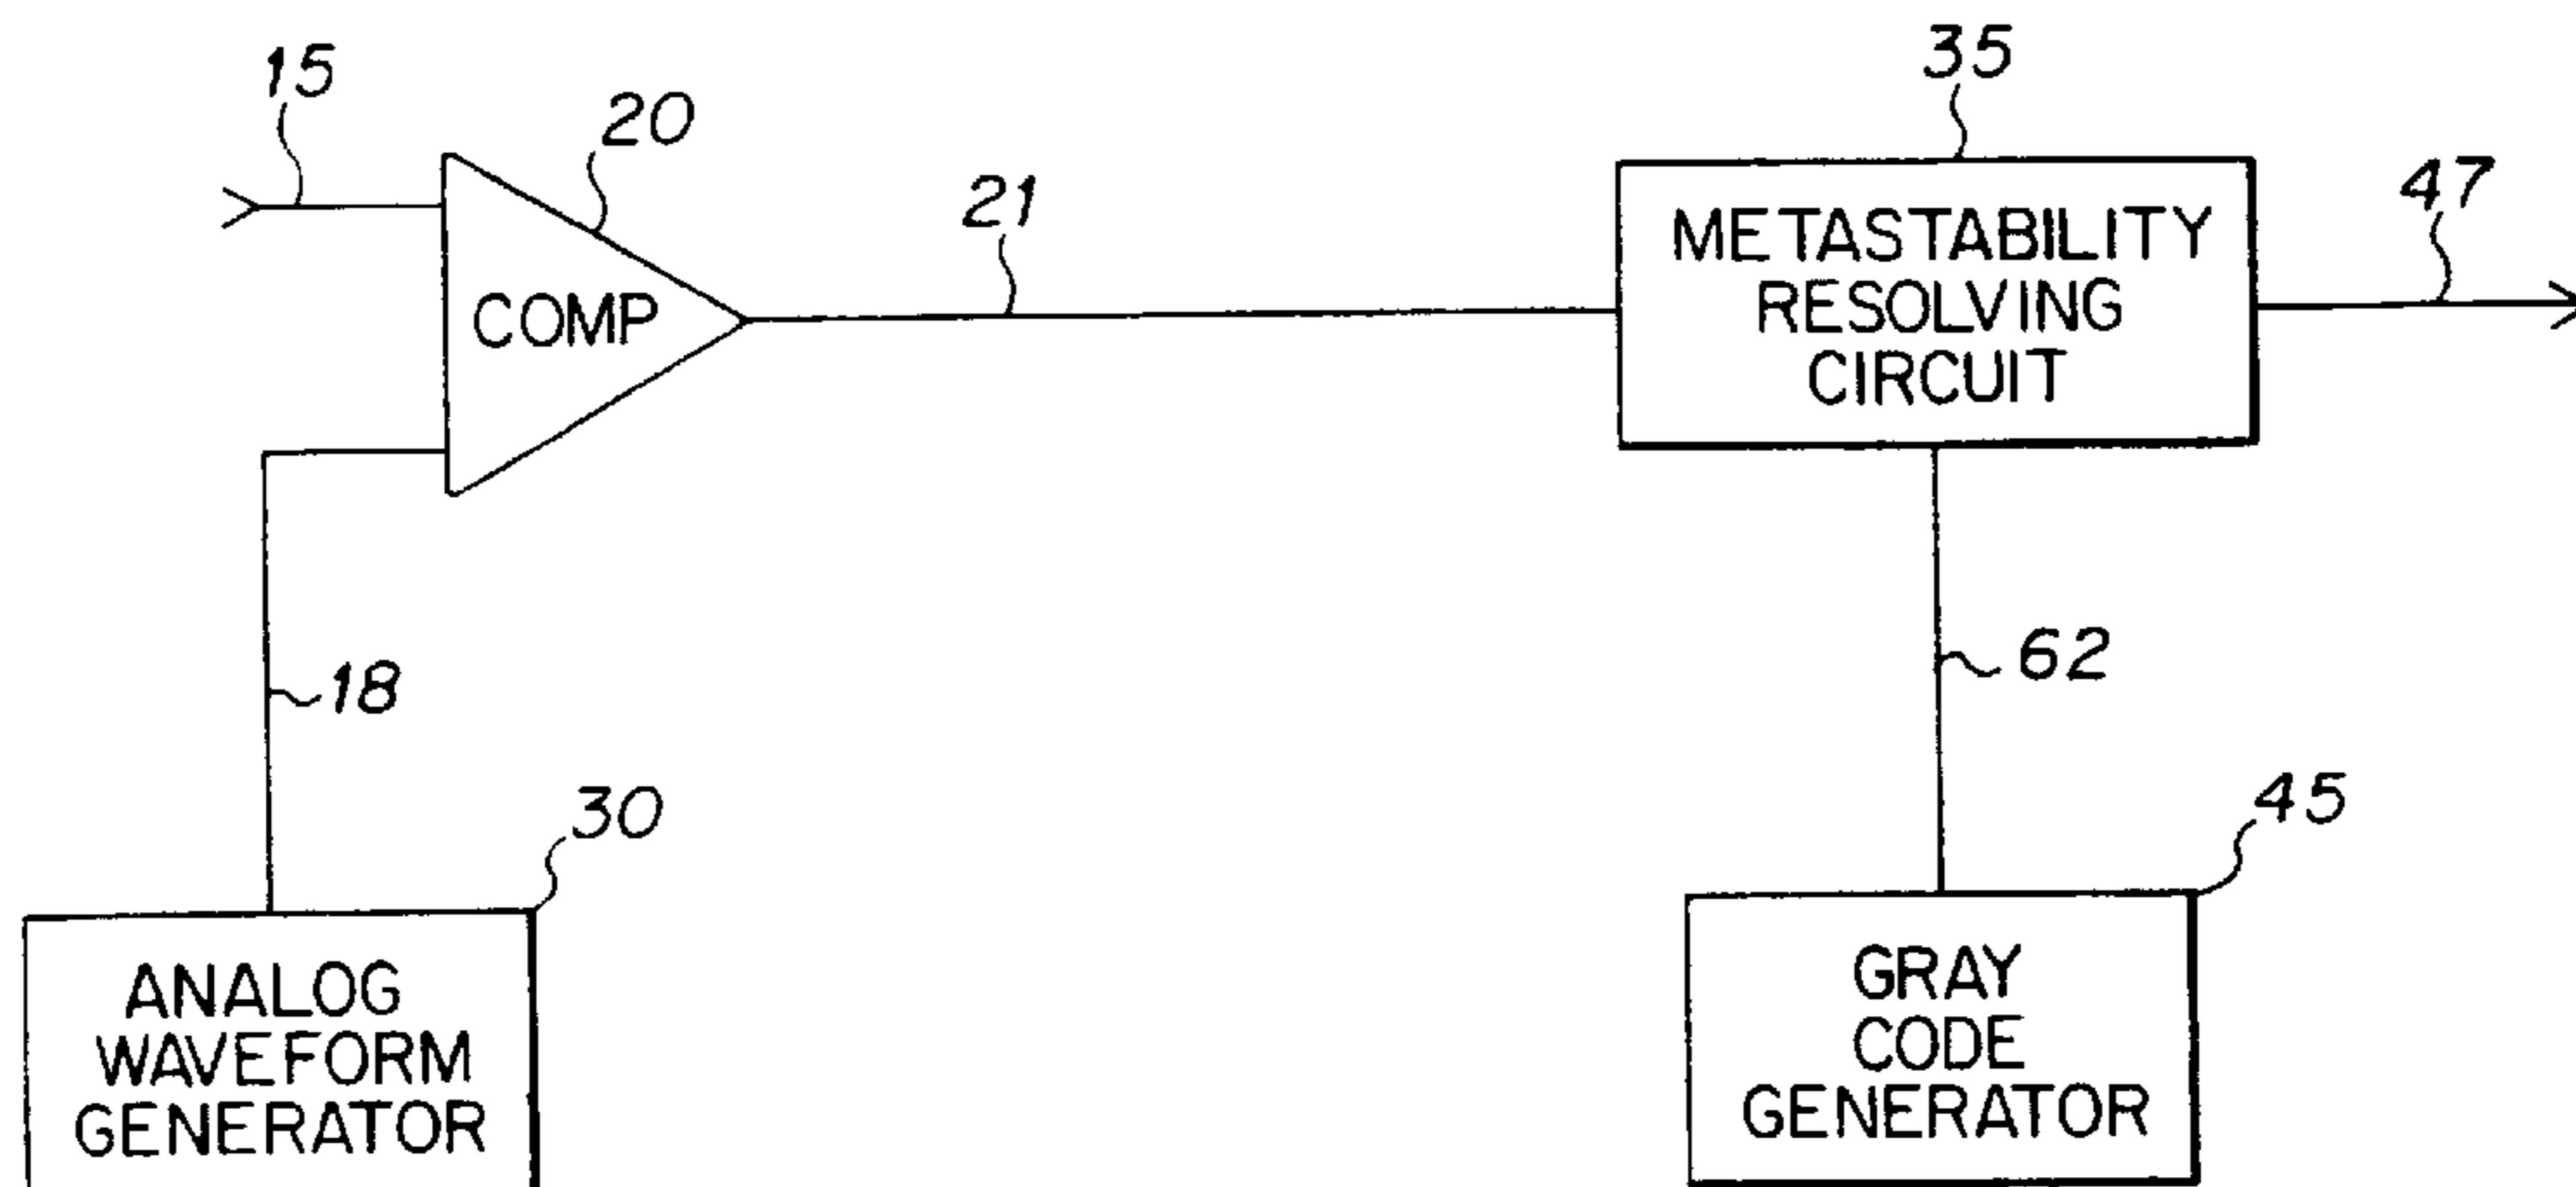 15
20
21
35
47
COMP
METASTABILITY
RESOLVING
CIRCUIT
18
62
30
45
ANALOG
WAVEFORM
GENERATOR
GRAY
CODE
GENERATOR